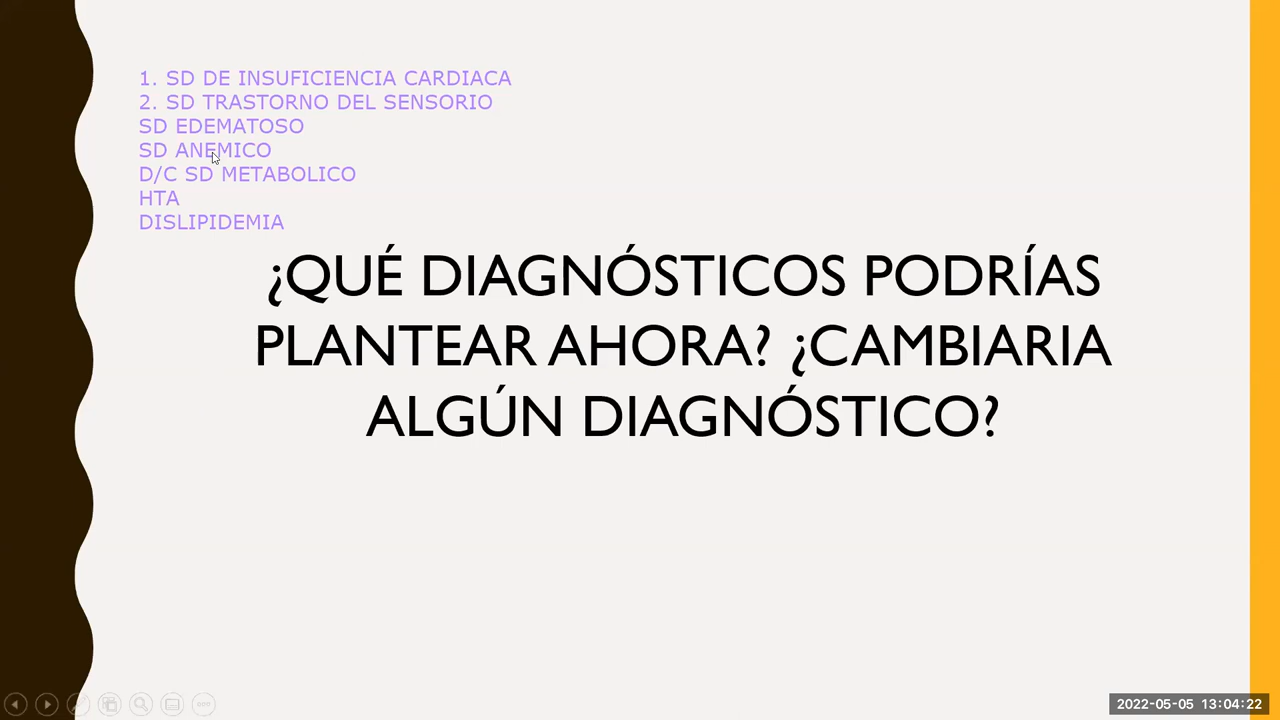 1. SD DE INSUFICIENCIA CARDIACA
2. SD TRASTORNO DEL SENSORIO
SD EDEMATOSO
SD ANEMICO
D/C SD METABOLICO
HTA
DISLIPIDEMIA
¿QUÉ DIAGNÓSTICOS PODRÍAS
PLANTEAR AHORA? ¿CAMBIARIA
ALGÚN DIAGNÓSTICO?
2022-05-05 13:04:22